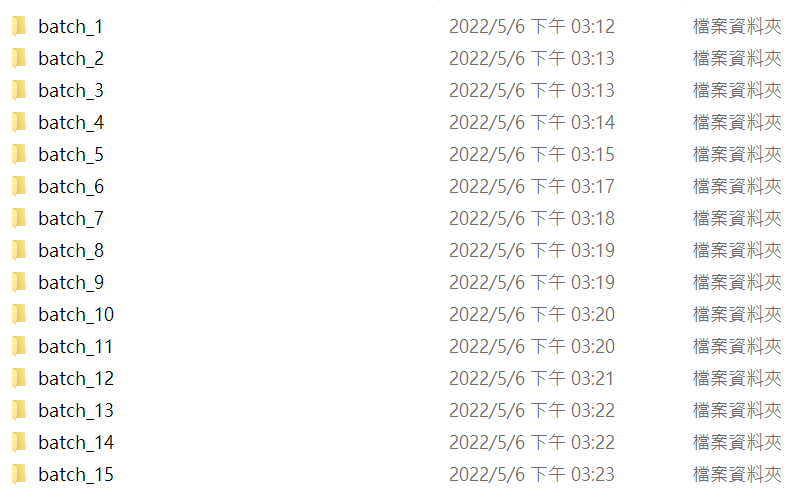 batch_1 2022/5/6 下午 03:12 檔案資料夾
batch_2 2022/5/6 下午 03:13 檔案資料夾
batch_3 2022/5/6 下午 03:13 檔案資料夾
batch_4 2022/5/6 下午 03:14 檔案資料夾
batch_5 2022/5/6 下午 03:15 檔案資料夾
batch_6 2022/5/6 下午 03:17 檔案資料夾
batch_7 2022/5/6 下午 03:18 檔案資料夾
batch_8 2022/5/6 下午 03:19 檔案資料夾
batch_9 2022/5/6 下午 03:19 檔案資料夾
batch_10 2022/5/6 下午 03:20 檔案資料夾
batch_11 2022/5/6 下午 03:20 檔案資料夾
batch_12 2022/5/6 下午 03:21 檔案資料夾
batch_13 2022/5/6 下午 03:22 檔案資料夾
batch_14 2022/5/6 下午 03:22 檔案資料夾
batch_15 2022/5/6 下午 03:23 檔案資料夾